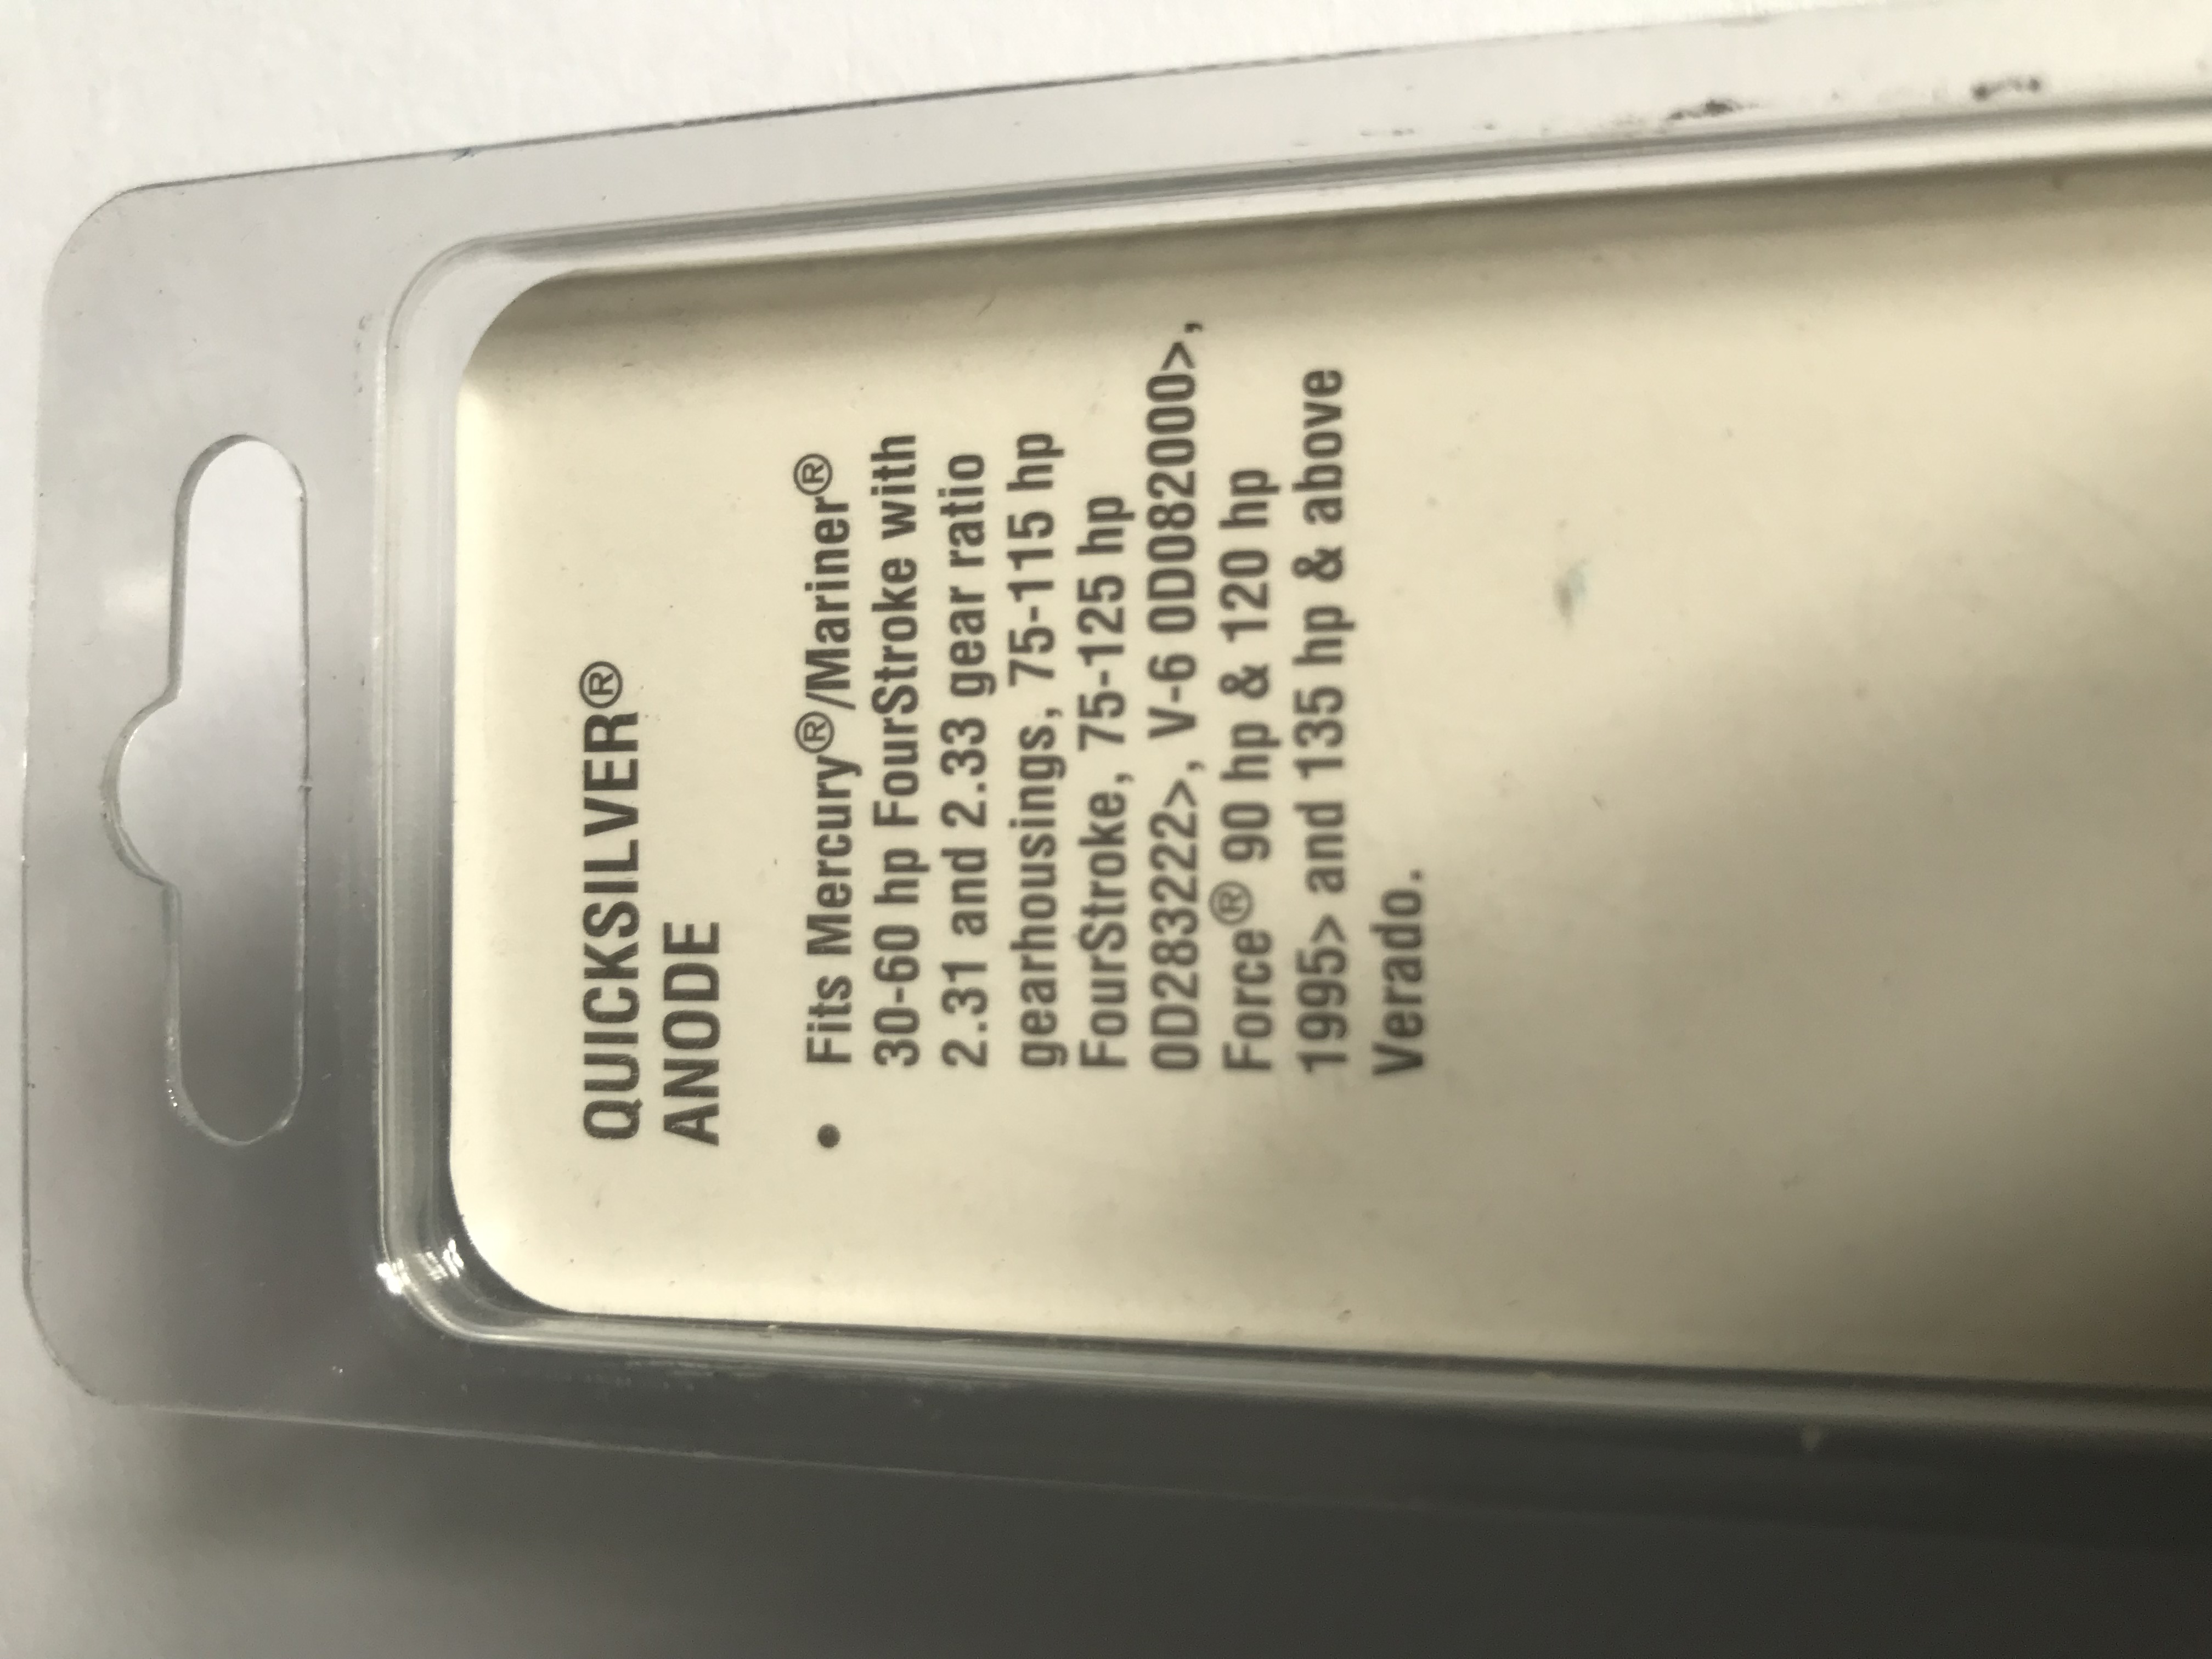 QUICKSILVER®
ANODE
• Fits Mercury®/Mariner®
30-60 hp FourStroke with
2.31 and 2.33 gear ratio
gearhousings, 75-115 hp
FourStroke, 75-125 hp
0D283222>, V-6 0D082000>,
Force® 90 hp & 120 hp
1995> and 135 hp & above
Verado.